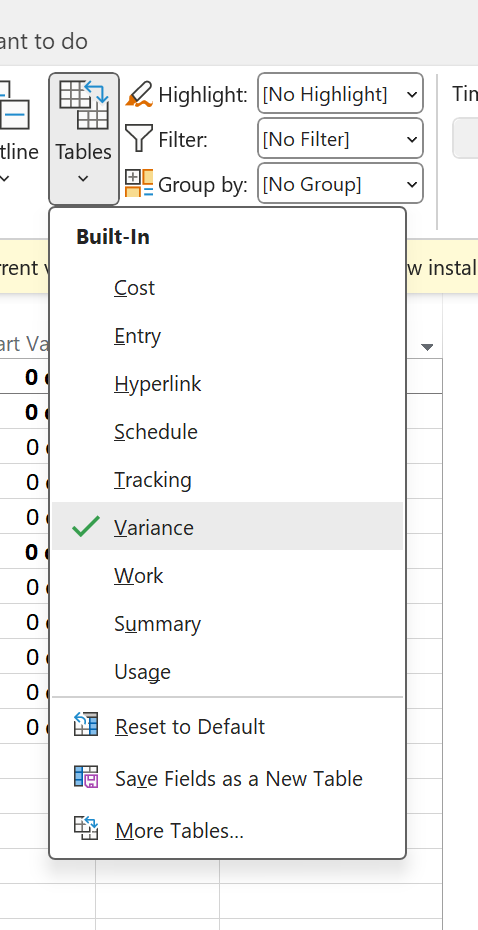 ant to do
tline
Tables
Highlight: [No Highlight]
Filter: [No Filter]
Group by: [No Group]
Tim
Built-In
rrent v
w instal
Cost
Entry
art Va
Hyperlink
0
Schedule
0
0
Tracking
0
0
Variance
0
Work
0
Summary
0
0
Usage
0
0
Reset to Default
Save Fields as a New Table
More Tables...